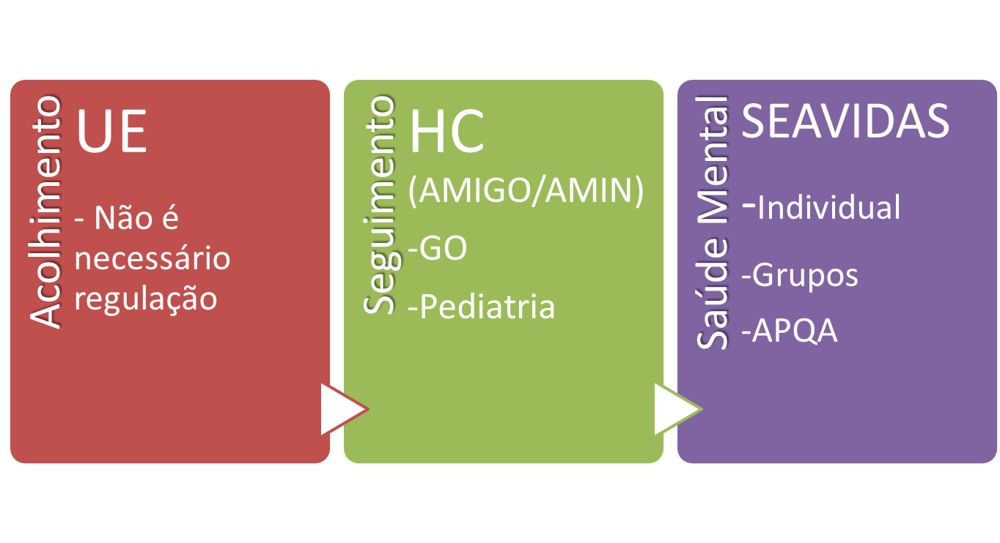 Acolhimento
UE
- Não é
necessário
regulação
Seguimento
HC
(AMIGO/AMIN)
-GO
-Pediatria
Saúde Mental
SEAVIDAS
-Individual
-Grupos
-APQA